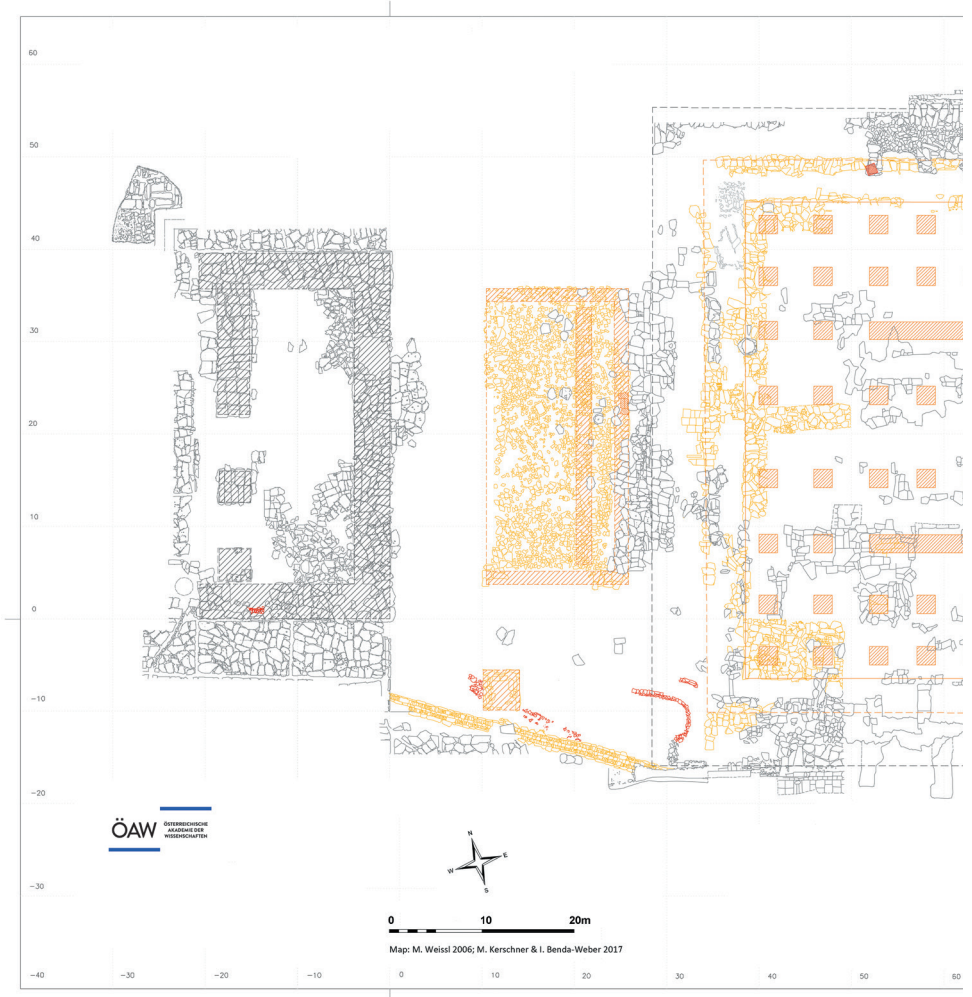 60
50
40
30
20
10
0
−10
−20
−30
−40
−30
−20
−10
0
10
20
30
40
50
60
ÖAW
ÖSTERREICHISCHE
AKADEMIE DER
WISSENSCHAFTEN
N
E
W
S
0
10
20m
Map: M. Weissl 2006; M. Kerschner & I. Benda-Weber 2017